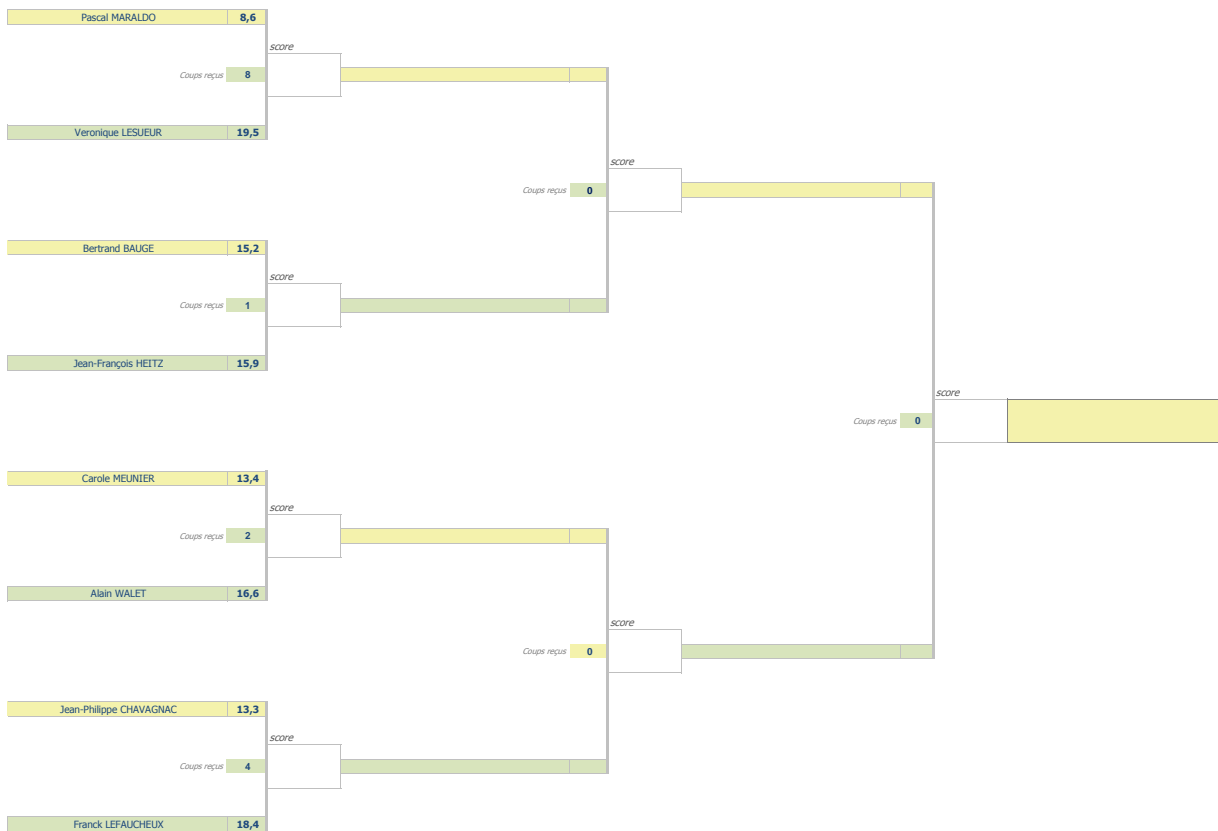 Pascal MARALDO 8,6
score
Coups reçus 8
Veronique LESUEUR 19,5
score
Coups reçus 0
Bertrand BAUGE 15,2
score
Coups reçus 1
Jean-François HEITZ 15,9
score
Coups reçus 0
Carole MEUNIER 13,4
score
Coups reçus 2
Alain WALET 16,6
score
Coups reçus 0
Jean-Philippe CHAVAGNAC 13,3
score
Coups reçus 4
Franck LEFAUCHEUX 18,4